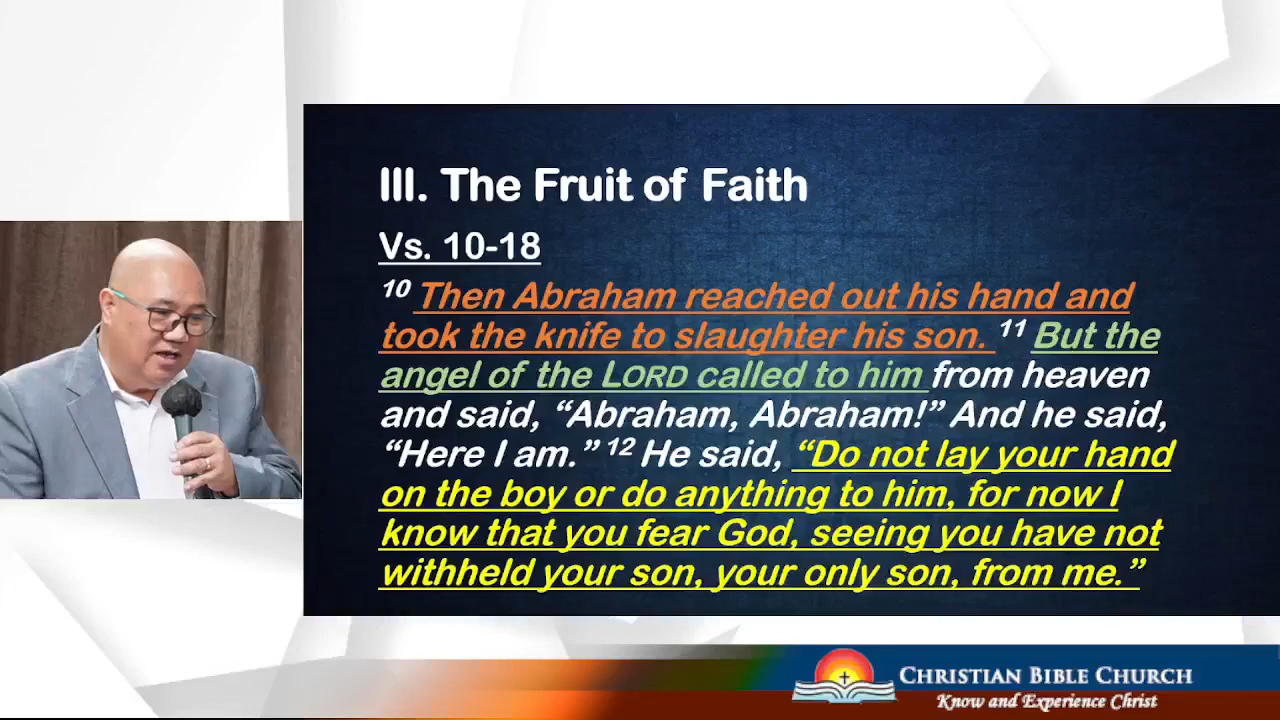 III. The Fruit of Faith
Vs. 10-18
10 Then Abraham reached out his hand and
took the knife to slaughter his son. 11 But the
angel of the LORD called to him from heaven
and said, “Abraham, Abraham!” And he said,
“Here I am.” 12 He said, “Do not lay your hand
on the boy or do anything to him, for now I
know that you fear God, seeing you have not
withheld your son, your only son, from me.”
CHRISTIAN BIBLE CHURCH
Know and Experience Christ